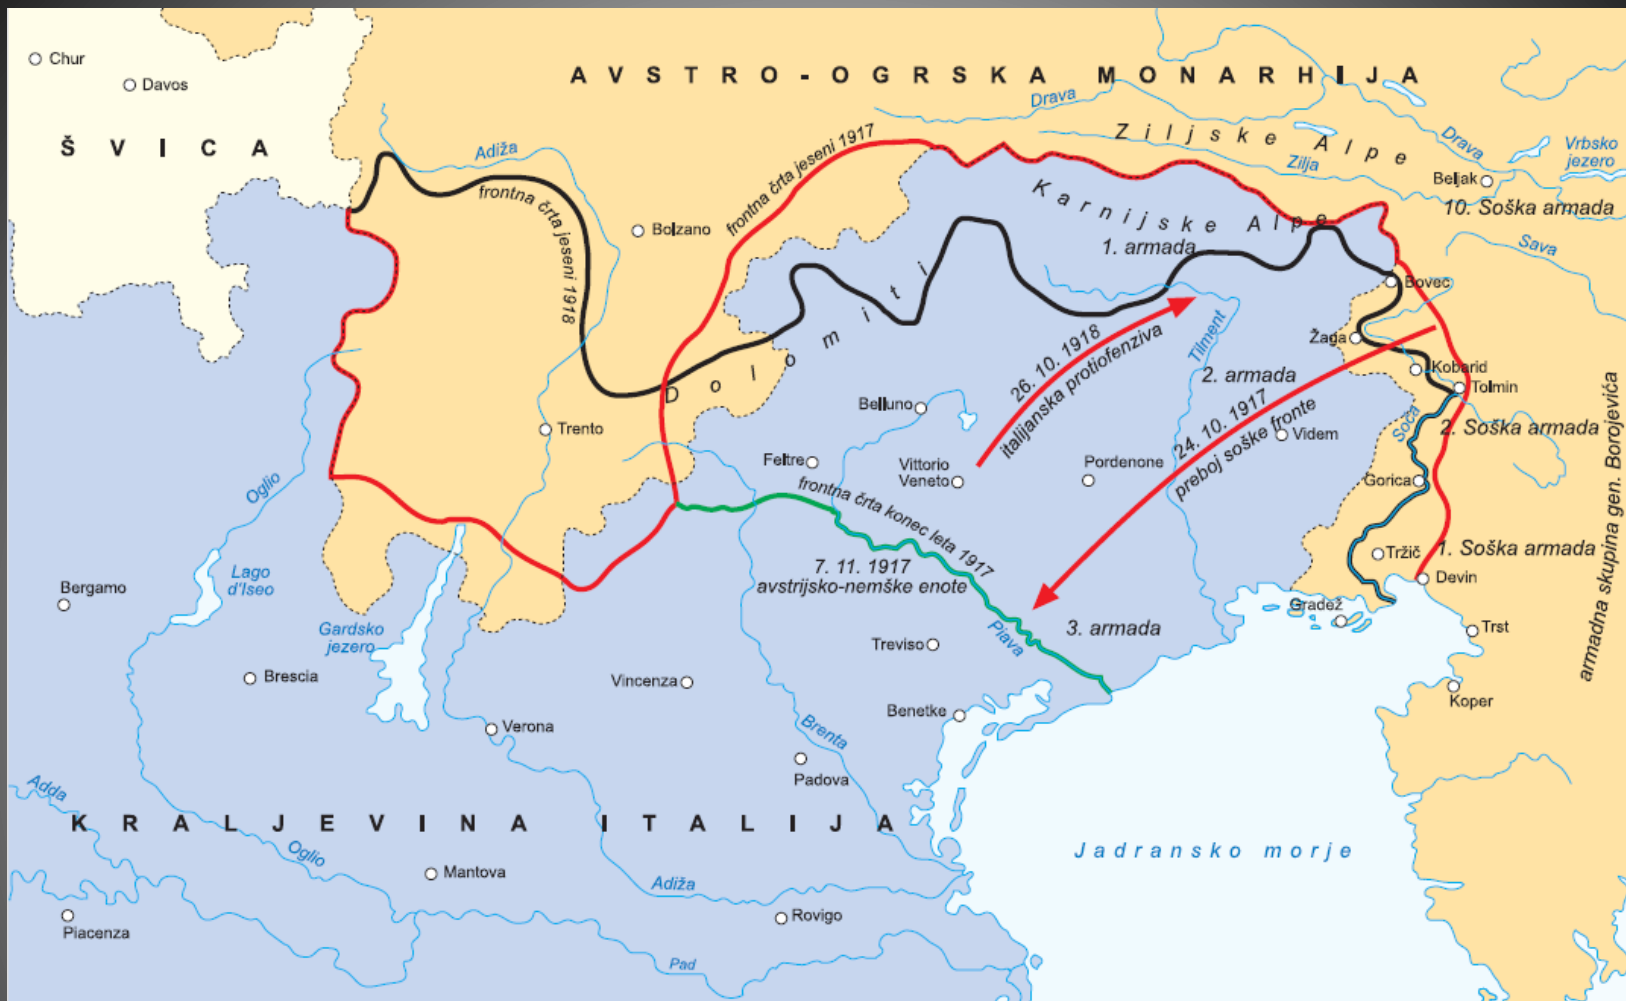 Chur
Davos
AVSTRO-OGRSKA MONARHIJA
ŠVICA
Drava
Ziljske Alpe
Drava
Vrbsko
jezero
Zilja
Beljak
10. Soška armada
Adiža
frontna črta jeseni 1917
frontna črta jeseni 1918
Bolzano
Karnijske Alpe
1. armada
Sava
Bovec
Dolomiti
Tilment
26. 10. 1918
italijanska protiofenziva
Žaga
Kobarid
Tolmin
2. armada
24. 10. 1917
preboj soške fronte
Belluno
Soča
2. Soška armada
Videm
Trento
Feltre
Vittorio
Veneto
Pordenone
Gorica
armadna skupina gen. Borojevića
Oglio
frontna črta konec leta 1917
7. 11. 1917
avstrijsko-nemške enote
Tržič
1. Soška armada
Devin
Lago
d'Iseo
Bergamo
Gradež
Trst
Gardsko
jezero
Piava
3. armada
Treviso
Brescia
Vincenza
Koper
Benetke
Verona
Brenta
Padova
Adda
KRALJEVINA ITALIJA
Oglio
Jadransko morje
Mantova
Adiža
Rovigo
Piacenza
Pad